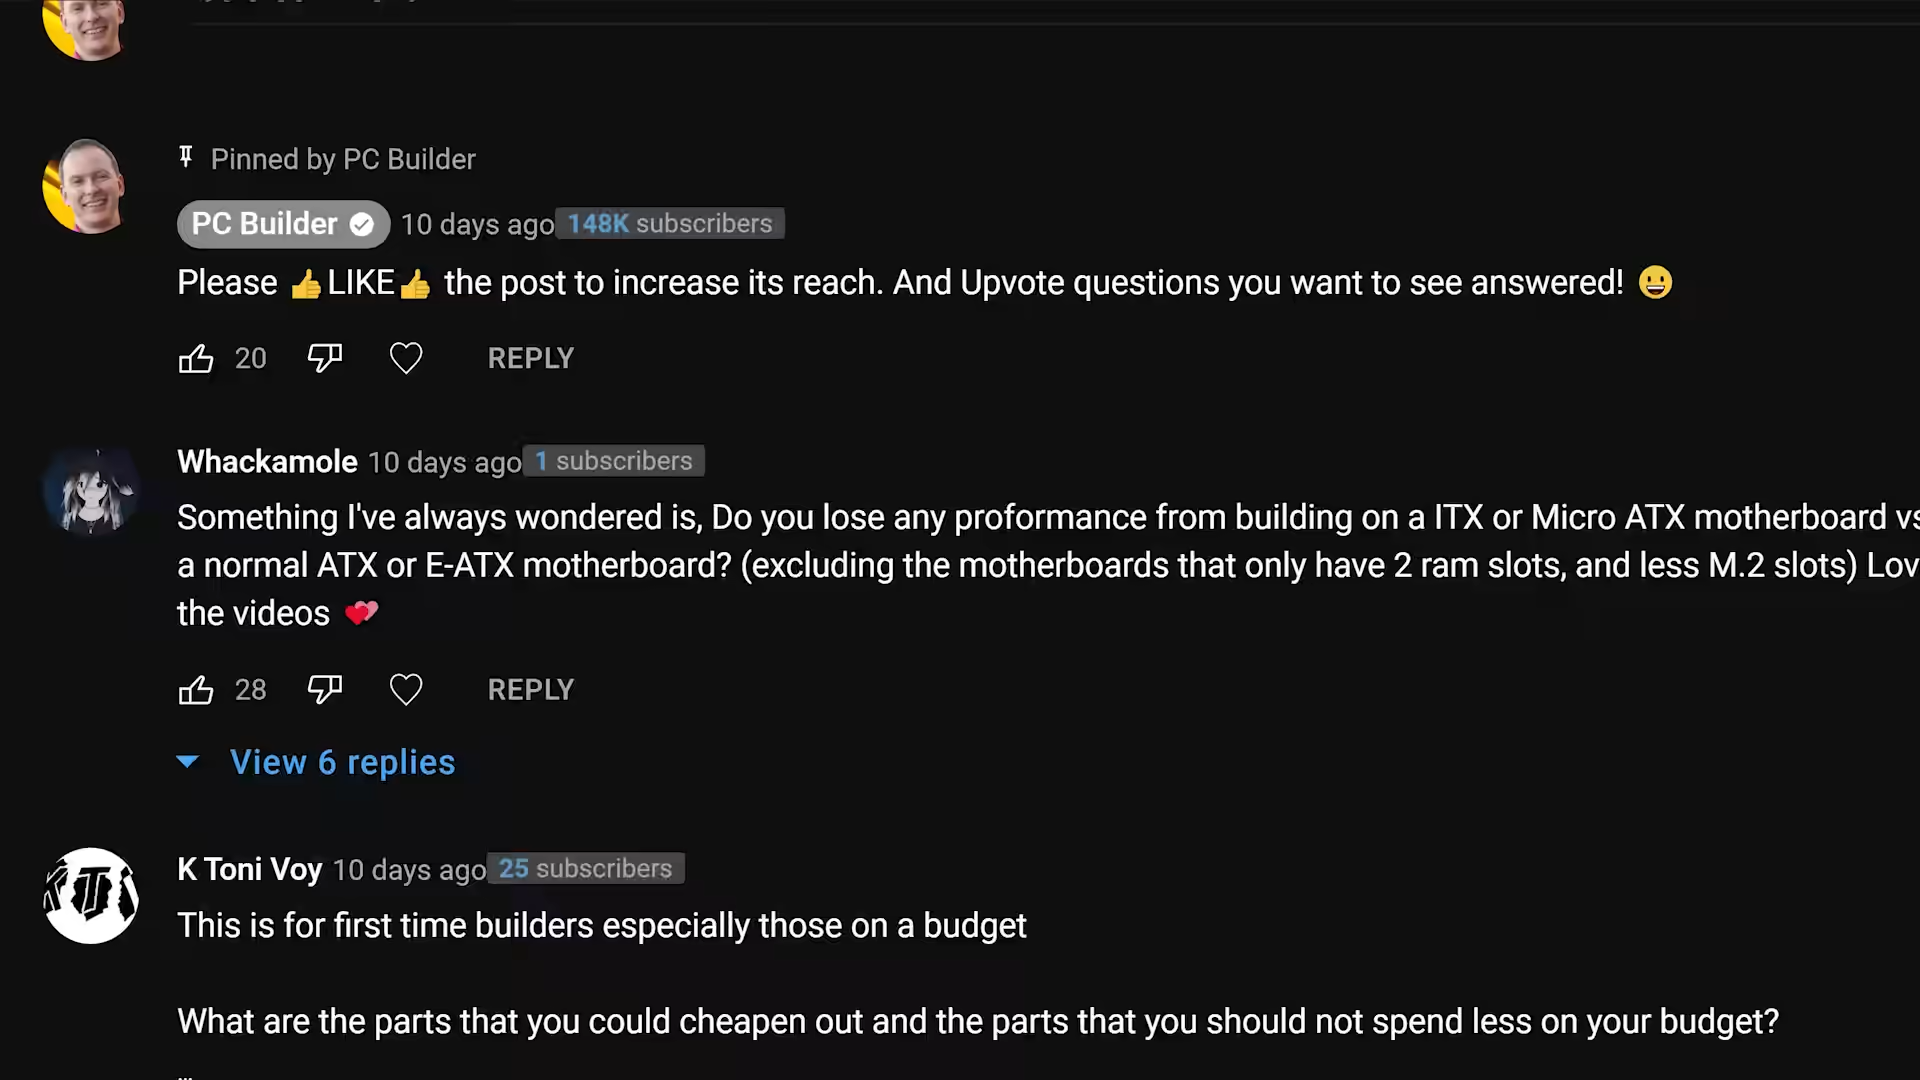 Pinned by PC Builder
PC Builder 10 days ago 148K subscribers
Please 👍LIKE👍 the post to increase its reach. And Upvote questions you want to see answered! 😀
20 REPLY
Whackamole 10 days ago 1 subscribers
Something I've always wondered is, Do you lose any proformance from building on a ITX or Micro ATX motherboard vs
a normal ATX or E-ATX motherboard? (excluding the motherboards that only have 2 ram slots, and less M.2 slots) Lov
the videos 💕
28 REPLY
View 6 replies
K Toni Voy 10 days ago 25 subscribers
This is for first time builders especially those on a budget
What are the parts that you could cheapen out and the parts that you should not spend less on your budget?